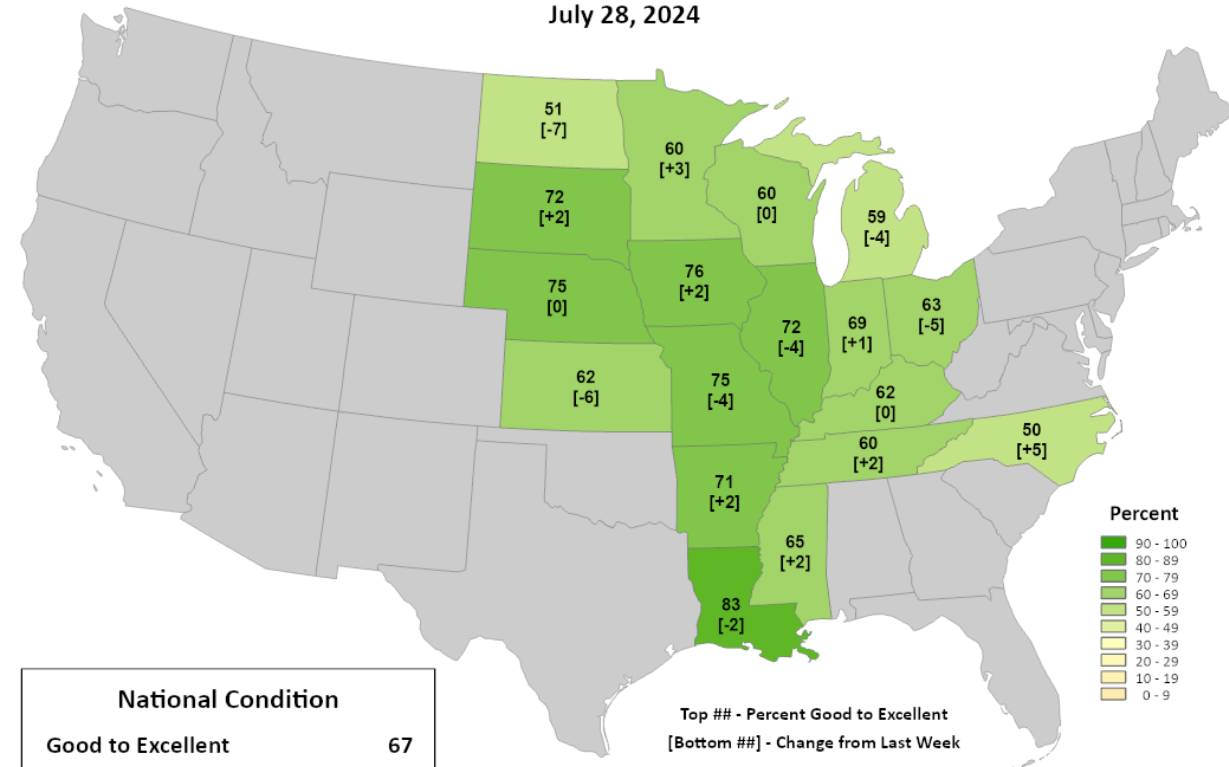 July 28, 2024
51
[-7]
60
[+3]
60
[0]
59
[-4]
72
[+2]
75
[0]
76
[+2]
72
[-4]
69
[+1]
63
[-5]
62
[-6]
75
[-4]
62
[0]
60
[+2]
50
[+5]
71
[+2]
65
[+2]
83
[-2]
Percent
90 - 100
80 - 89
70 - 79
60 - 69
50 - 59
40 - 49
30 - 39
20 - 29
10 - 19
0 - 9
National Condition
Good to Excellent 67
Top ## - Percent Good to Excellent
[Bottom ##] - Change from Last Week